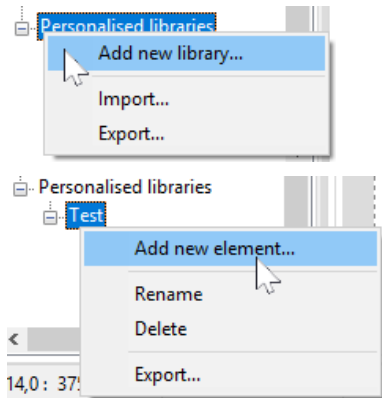 Personalised libraries
Add new library...
Import...
Export...
Personalised libraries
Test
Add new element...
Rename
Delete
Export...
14,0 : 37